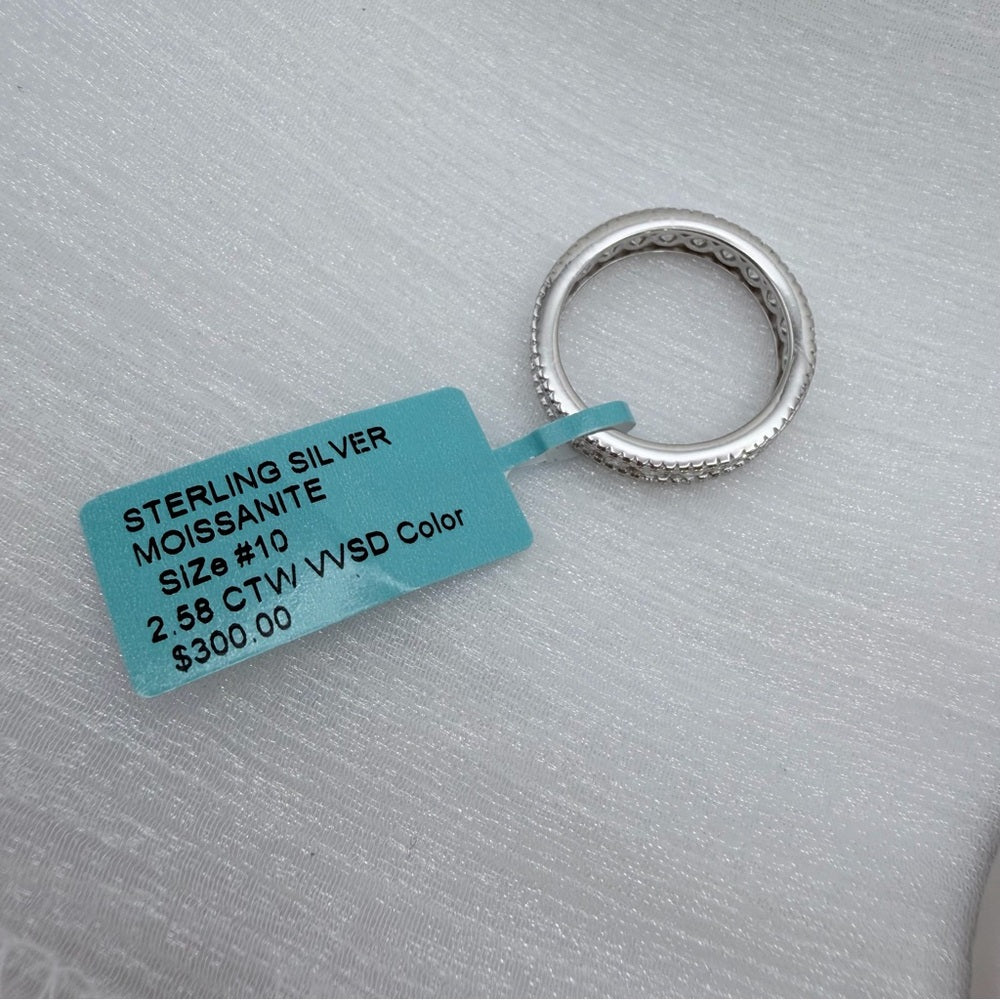 STERLING SILVER
MOISSANITE
SIZe #10
2.58 CTW VVSD Color
$300.00